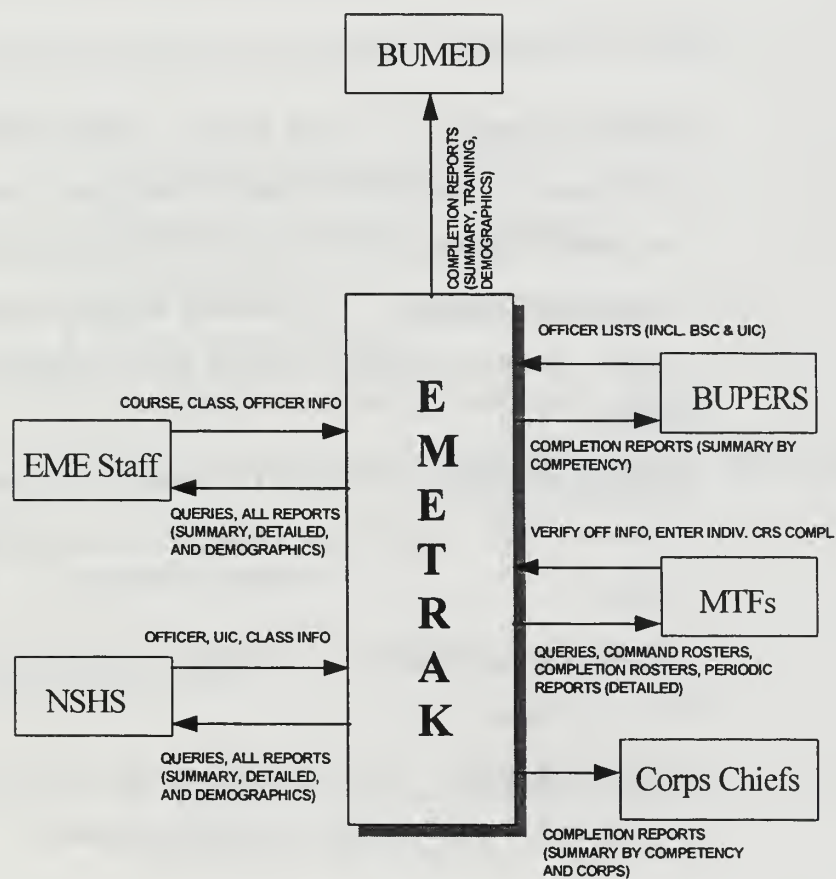 BUMED
COMPLETION REPORTS
(SUMMARY, TRAINING,
DEMOGRAPHICS)
OFFICER LISTS (INCL. BSC & UIC)
BUPERS
COMPLETION REPORTS (SUMMARY BY
COMPETENCY)
COURSE, CLASS, OFFICER INFO
EME Staff
QUERIES, ALL REPORTS
(SUMMARY, DETAILED,
AND DEMOGRAPHICS)
E
M
E
T
R
A
K
VERIFY OFF INFO, ENTER INDIV. CRS COMPL
MTFs
QUERIES, COMMAND ROSTERS,
COMPLETION ROSTERS, PERIODIC
REPORTS (DETAILED)
OFFICER, UIC, CLASS INFO
NSHS
QUERIES, ALL REPORTS
(SUMMARY, DETAILED,
AND DEMOGRAPHICS)
Corps Chiefs
COMPLETION REPORTS
(SUMMARY BY COMPETENCY
AND CORPS)